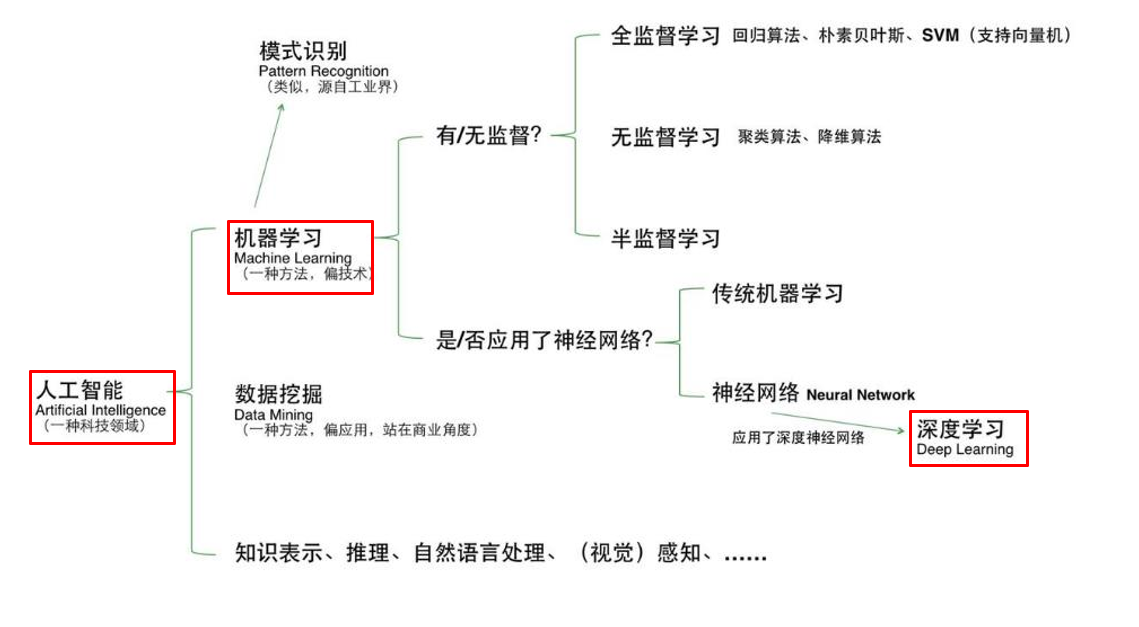 模式识别
Pattern Recognition
（类似，源自工业界）
全监督学习 回归算法、朴素贝叶斯、SVM（支持向量机）
有/无监督?
无监督学习 聚类算法、降维算法
半监督学习
机器学习
Machine Learning
（一种方法，偏技术）
是/否应用了神经网络?
传统机器学习
神经网络 Neural Network
应用了深度神经网络
深度学习
Deep Learning
人工智能
Artificial Intelligence
（一种科技领域）
数据挖掘
Data Mining
（一种方法，偏应用，站在商业角度）
知识表示、推理、自然语言处理、（视觉）感知、……